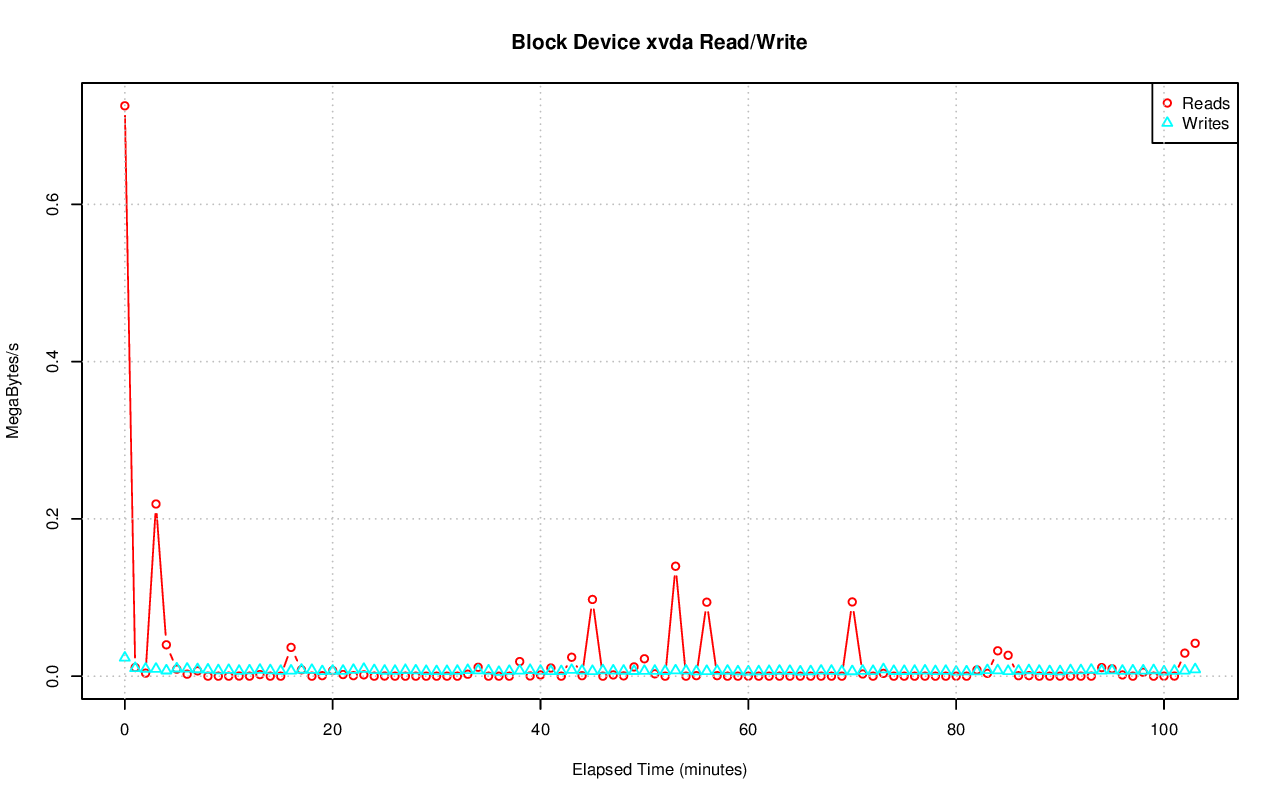 Block Device xvda Read/Write
Reads
Writes
MegaBytes/s
0.6
0.4
0.2
0.0
0 20 40 60 80 100
Elapsed Time (minutes)